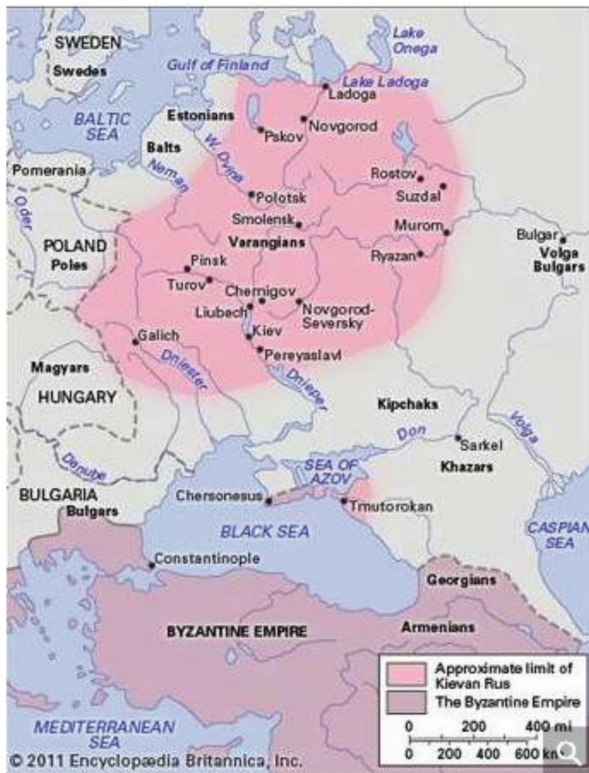 SWEDEN
Swedes
Lake
Onega
Gulf of Finland
Lake Ladoga
Ladoga
BALTIC
SEA
Estonians
Novgorod
Pskov
Balts
Neman
W. Dvina
Pomerania
Oder
Rostov
Suzdal
Polotsk
Smolensk
Murom
Varangians
Bulgar
Volga
Bulgars
POLAND
Poles
Ryazan
Pinsk
Turov
Chernigov
Liubech
Novgorod-
Seversky
Galich
Kiev
Pereyaslavl
Dniester
Dnieper
Magyars
HUNGARY
Kipchaks
Don
Volga
Sarkel
Khazars
Danube
SEA OF
AZOV
BULGARIA
Bulgars
Chersonesus
Tmutorokan
BLACK SEA
CASPIAN
SEA
Constantinople
Georgians
BYZANTINE EMPIRE
Armenians
Approximate limit of
Kievan Rus
The Byzantine Empire
0 200 400 mi
0 200 400 600 km
MEDITERRANEAN
SEA
© 2011 Encyclopædia Britannica, Inc.